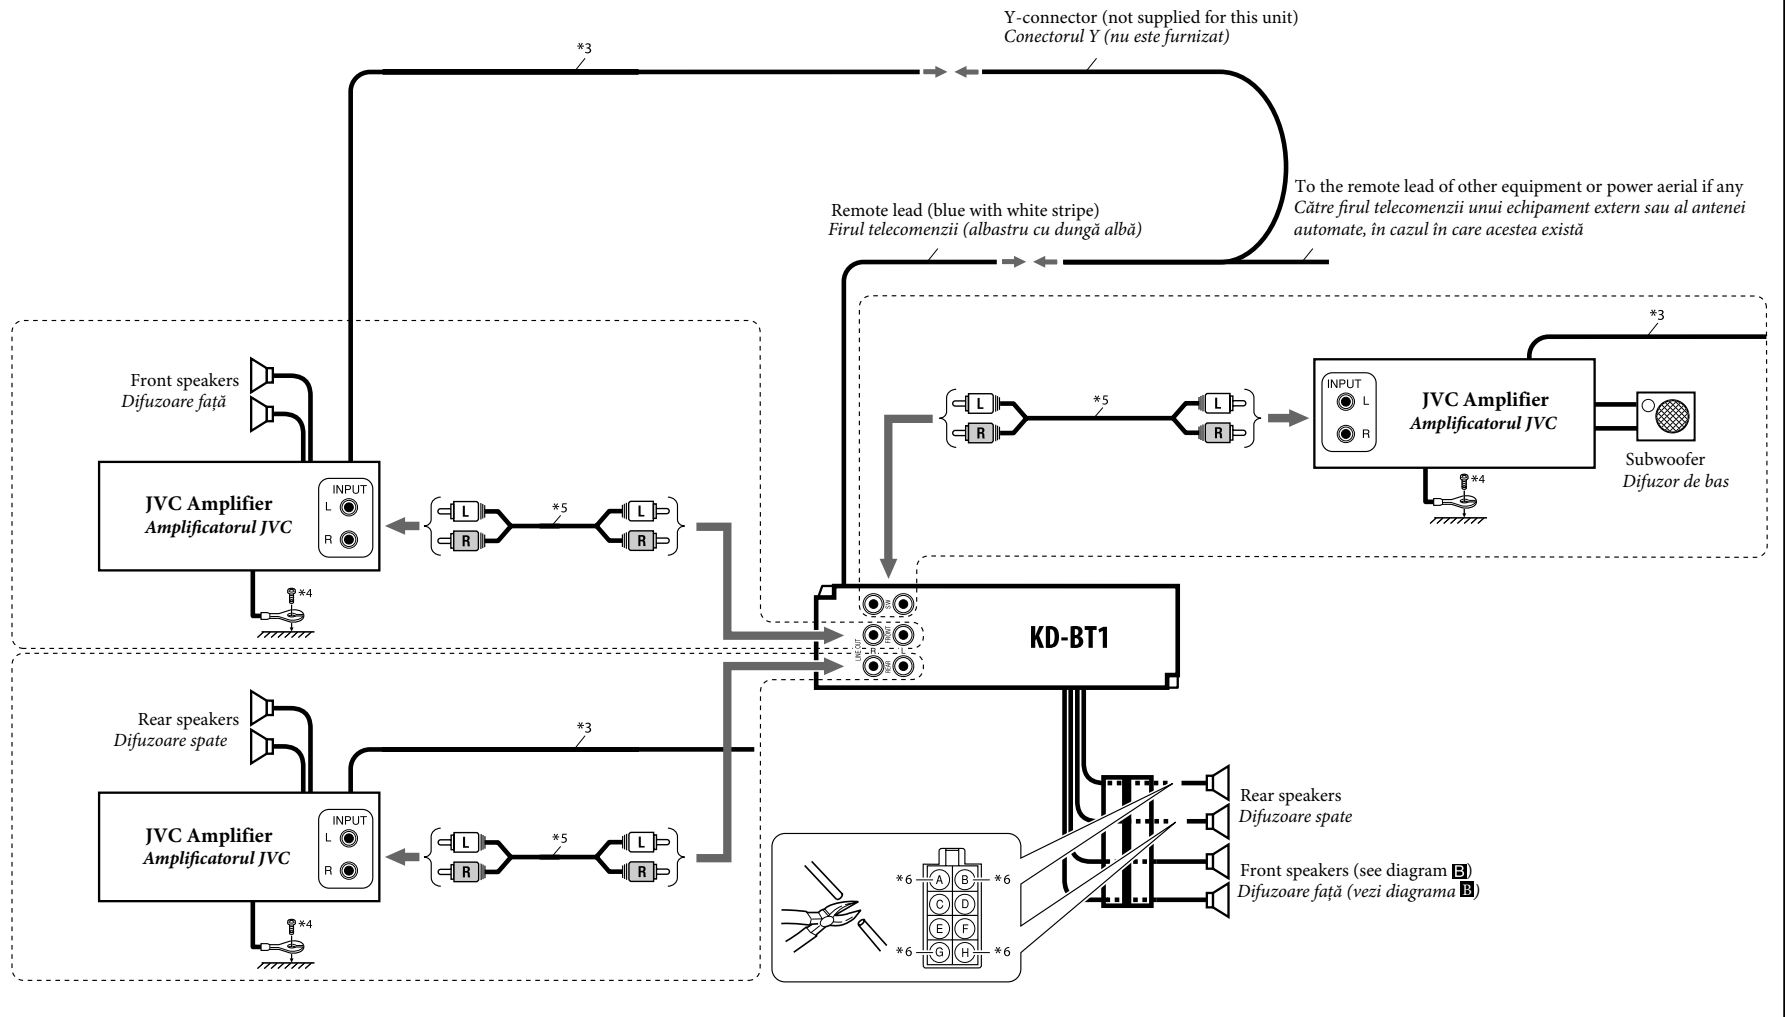 Y-connector (not supplied for this unit)
Conectorul Y (nu este furnizat)
*3
To the remote lead of other equipment or power aerial if any
Către firul telecomenzii unui echipament extern sau al antenei
automate, în cazul în care acestea există
Remote lead (blue with white stripe)
Firul telecomenzii (albastru cu dungă albă)
*3
Front speakers
Difuzoare față
INPUT
L
R
JVC Amplifier
Amplificatorul JVC
L
R
*5
L
R
Subwoofer
Difuzor de bas
*4
JVC Amplifier
Amplificatorul JVC
INPUT
L
R
L
R
*5
L
R
*4
SW
FRONT
LINE OUT
R
L
REAR
KD-BT1
Rear speakers
Difuzoare spate
*3
JVC Amplifier
Amplificatorul JVC
INPUT
L
R
L
R
*5
L
R
*4
Rear speakers
Difuzoare spate
Front speakers (see diagram B)
Difuzoare față (vezi diagrama B)
*6 A B *6
C D
E F
*6 G H *6